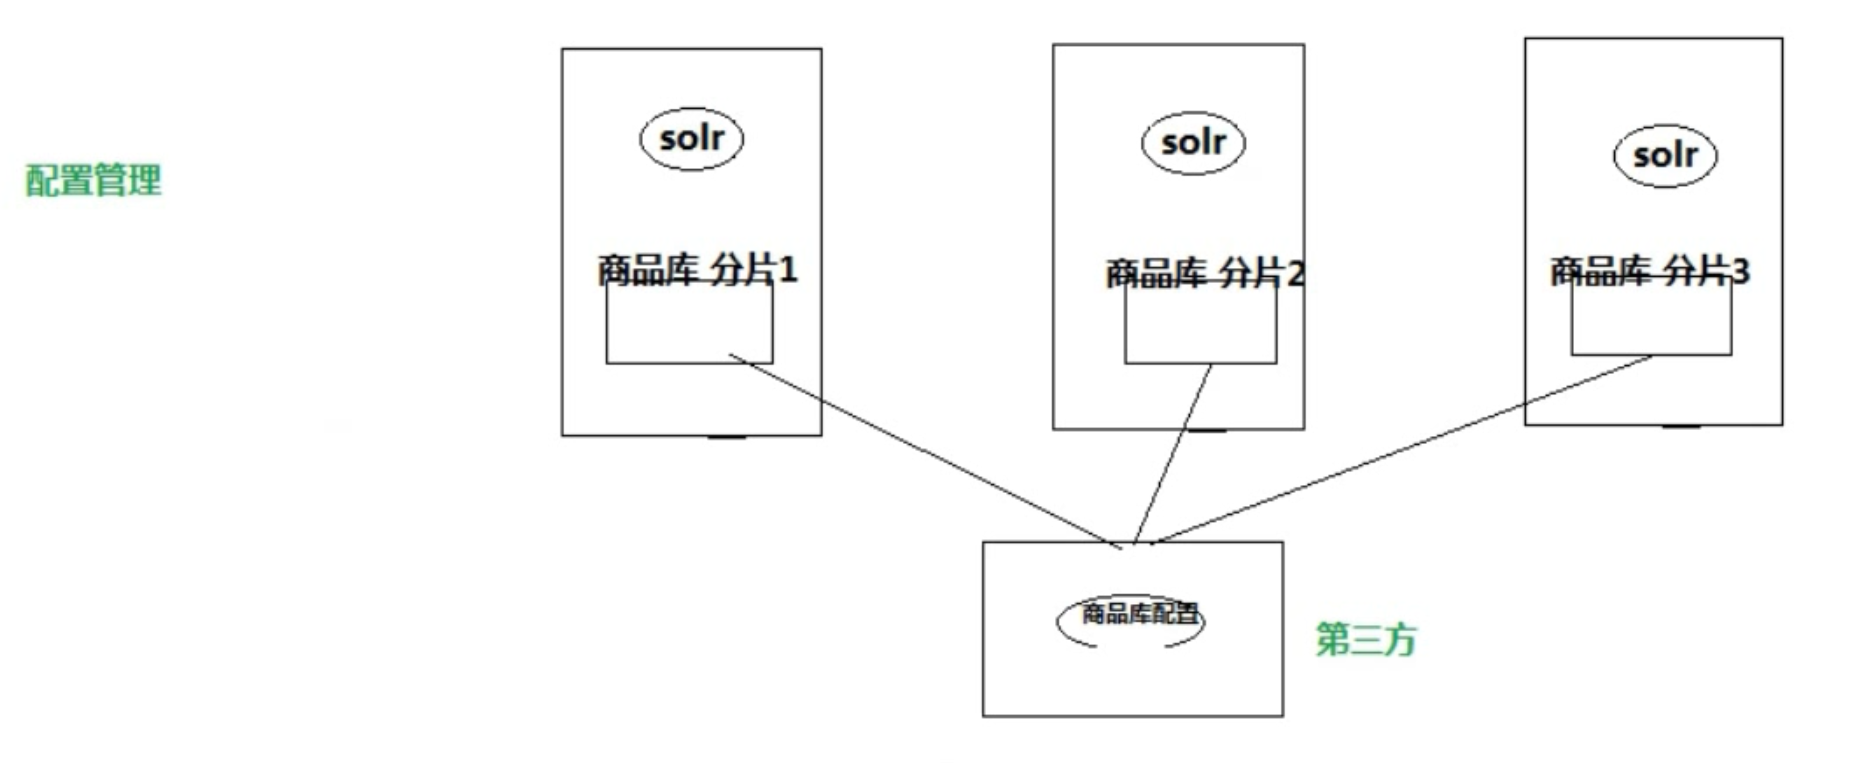 配置管理
solr
商品库 分片1
solr
商品库 分片2
solr
商品库 分片3
商品库配置
第三方